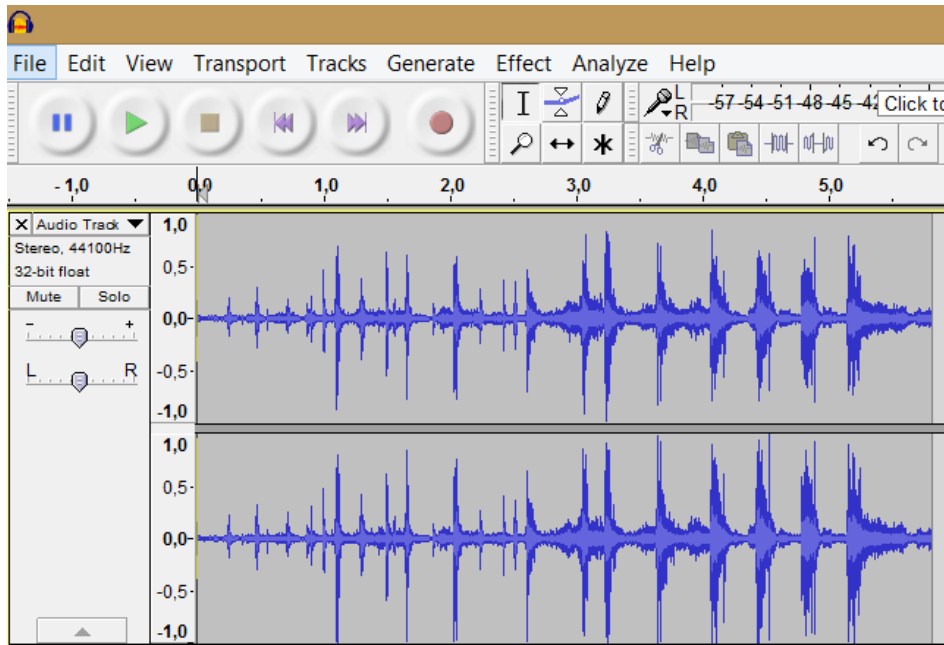 File Edit View Transport Tracks Generate Effect Analyze Help
L
R
-57 -54 -51 -48 -45 -42 Click to
- 1,0 0,0 1,0 2,0 3,0 4,0 5,0
X Audio Track
Stereo, 44100Hz
32-bit float
Mute Solo
- +
L R
1,0
0,5-
0,0-
-0,5-
-1,0
1,0
0,5-
0,0-
-0,5-
-1,0